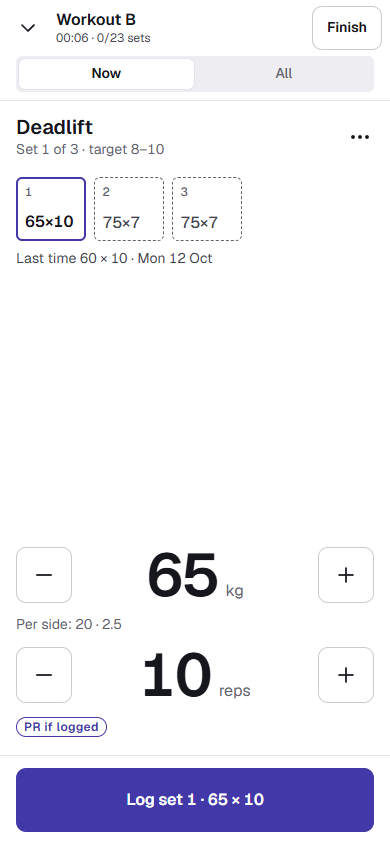 Workout B
00:06 · 0/23 sets
Finish
Now
All
Deadlift
Set 1 of 3 · target 8–10
1
65×10
2
75×7
3
75×7
Last time 60 × 10 · Mon 12 Oct
65 kg
Per side: 20 · 2.5
10 reps
PR if logged
Log set 1 · 65 × 10